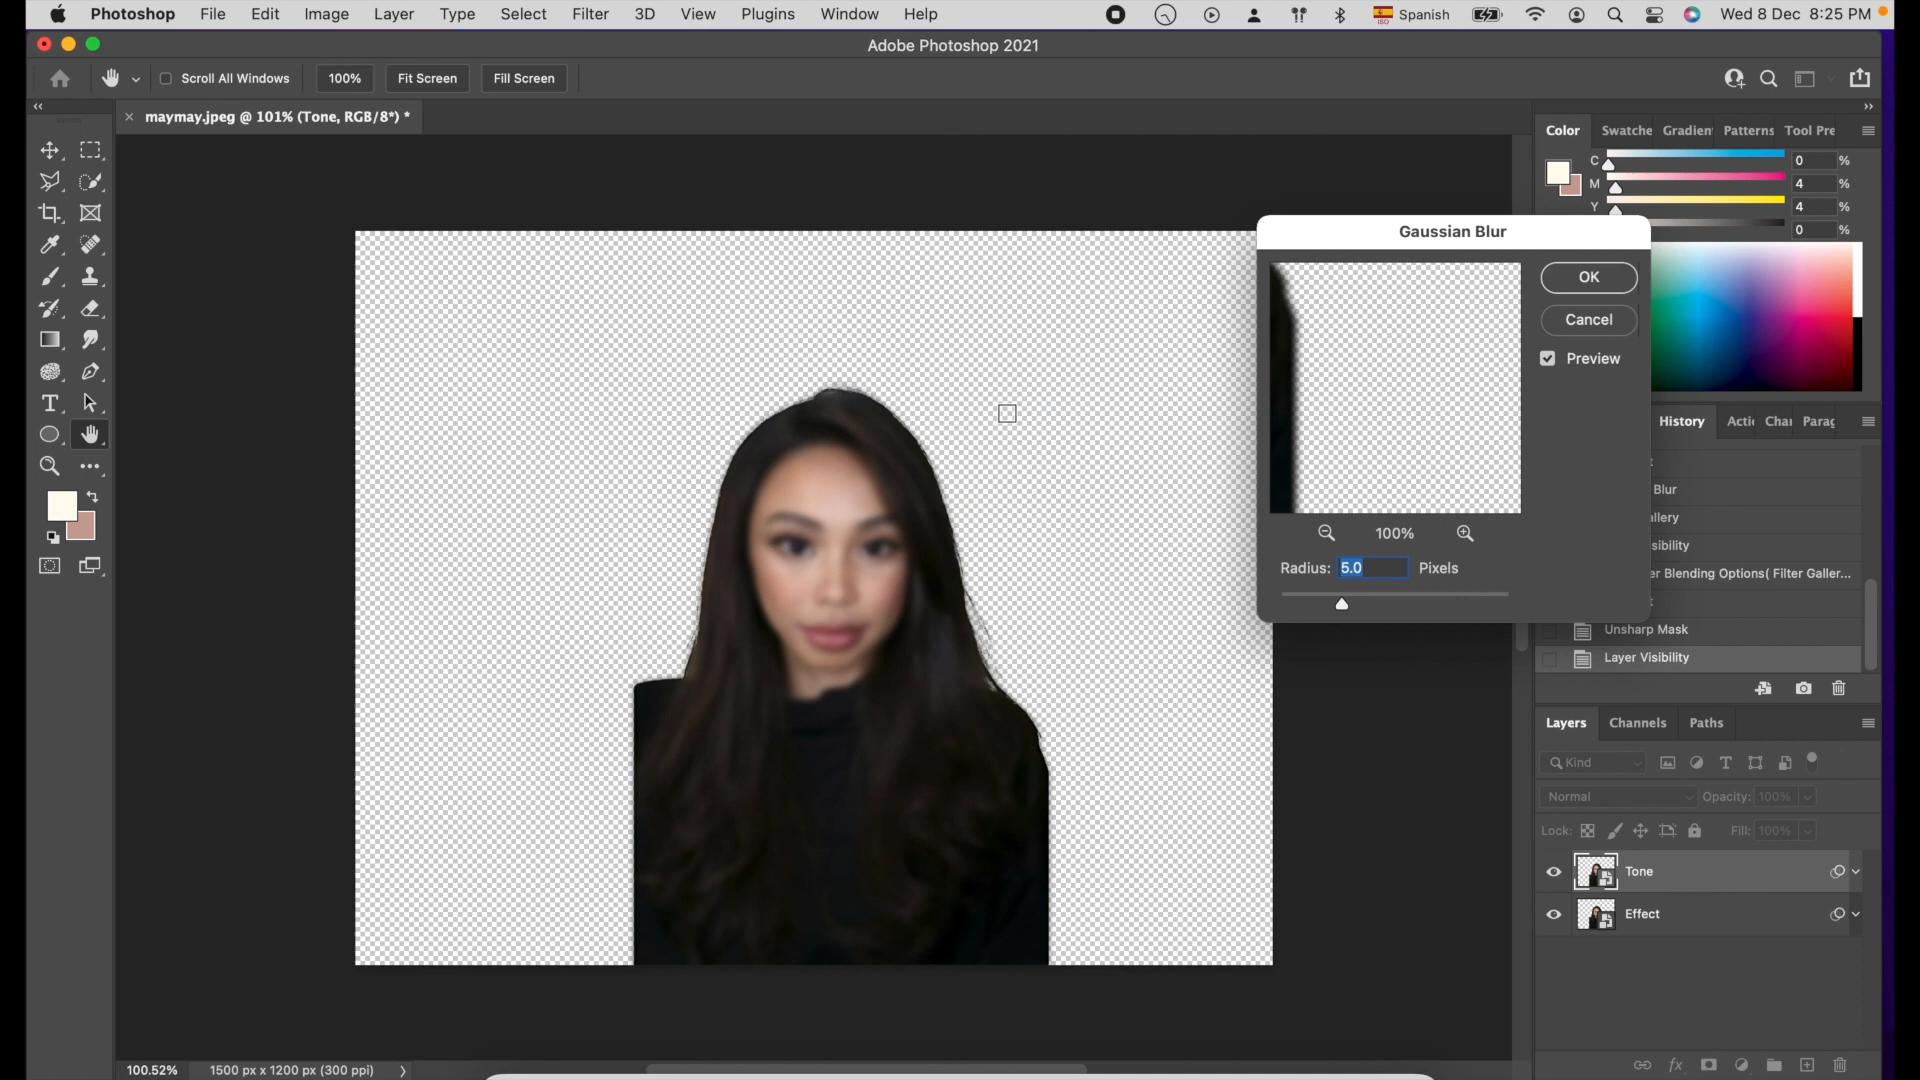 Photoshop File Edit Image Layer Type Select Filter 3D View Plugins Window Help ISO Spanish Wed 8 Dec 8:25 PM
Adobe Photoshop 2021
Scroll All Windows 100% Fit Screen Fill Screen
maymay.jpeg @ 101% (Tone, RGB/8*) *
Color Swatche Gradien Patterns Tool Pre
C 0 %
M 4 %
Y 4 %
0 %
Gaussian Blur
OK
Cancel
Preview
100%
Radius: 5.0 Pixels
History Acti Cha Parag
Blur
allery
sibility
er Blending Options( Filter Galler...
Unsharp Mask
Layer Visibility
Layers Channels Paths
Kind
Normal Opacity: 100%
Lock: Fill: 100%
Tone
Effect
100.52% 1500 px x 1200 px (300 ppi)
fx